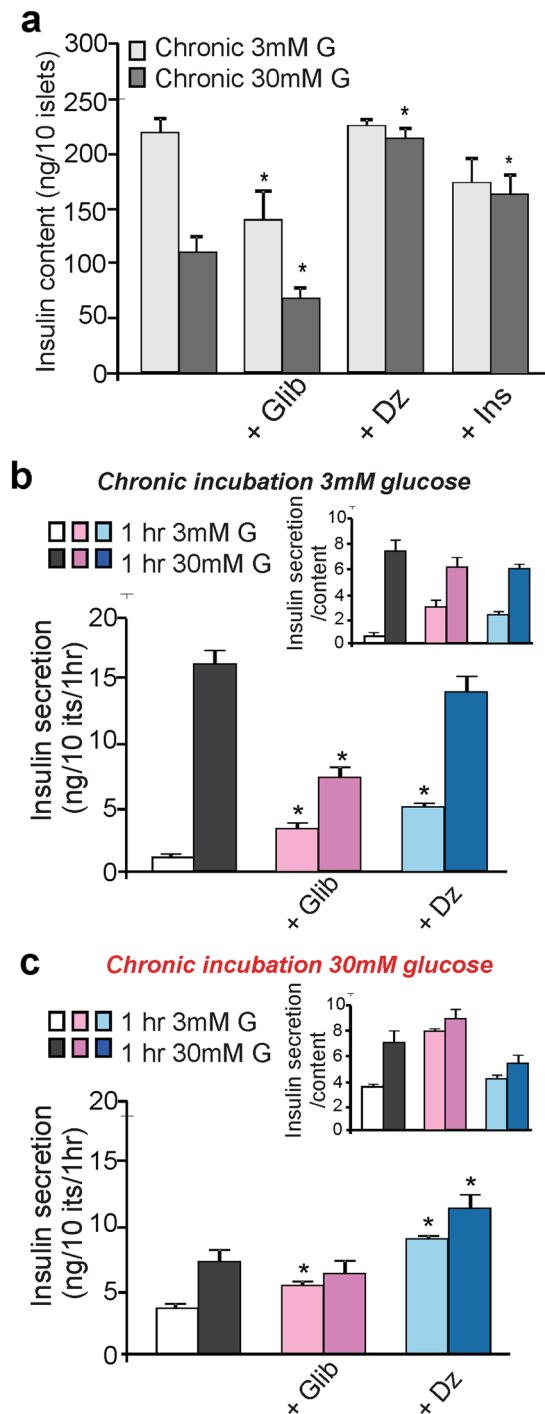 a
300
250
200
150
100
50
0
Insulin content (ng/10 islets)
Chronic 3mM G
Chronic 30mM G
*
*
*
*
+ Glib
+ Dz
+ Ins
b
Chronic incubation 3mM glucose
1 hr 3mM G
1 hr 30mM G
10
8
6
4
2
0
Insulin secretion
/content
20
15
10
5
0
Insulin secretion
(ng/10 its/1hr)
*
*
*
+ Glib
+ Dz
c
Chronic incubation 30mM glucose
1 hr 3mM G
1 hr 30mM G
10
8
6
4
2
0
Insulin secretion
/content
20
15
10
5
0
Insulin secretion
(ng/10 its/1hr)
*
*
*
+ Glib
+ Dz